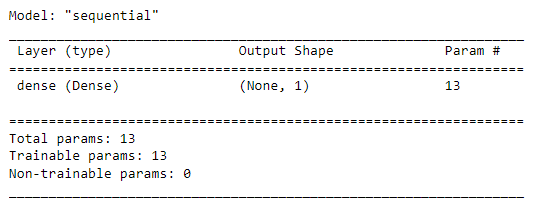 Model: "sequential"
_________________________________________________________________
Layer (type) Output Shape Param #
=================================================================
dense (Dense) (None, 1) 13
=================================================================
Total params: 13
Trainable params: 13
Non-trainable params: 0
_________________________________________________________________